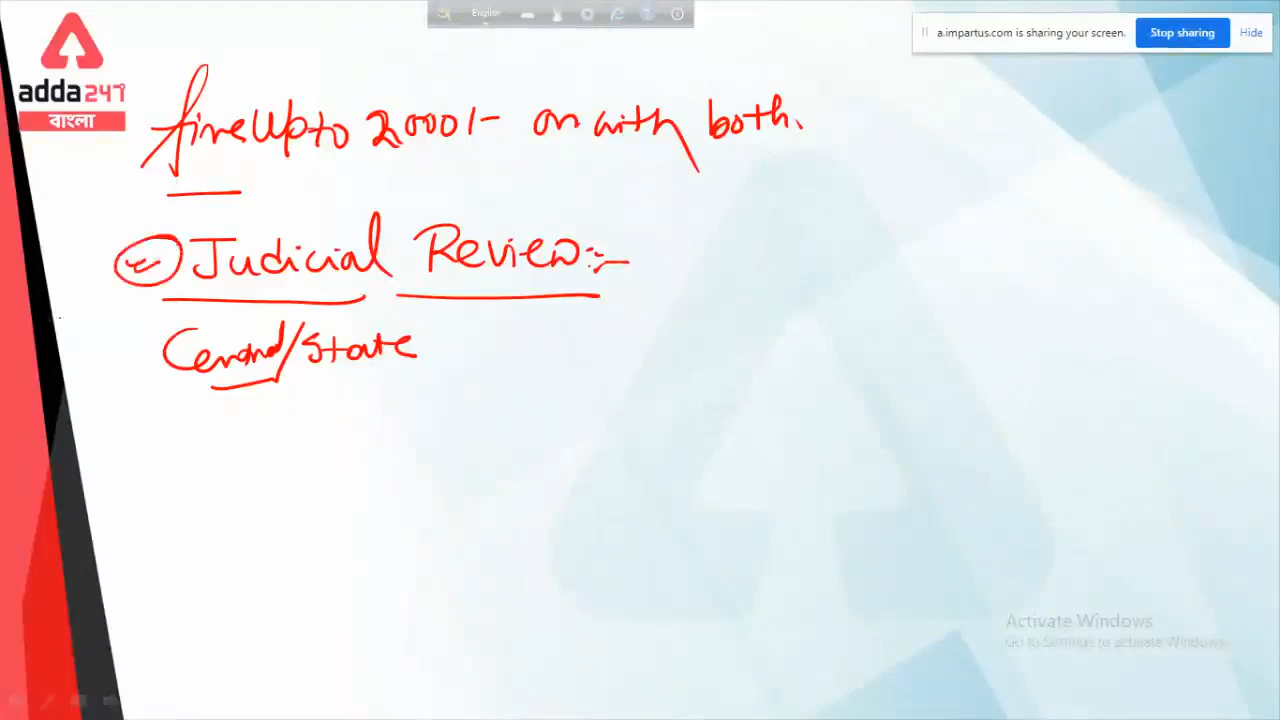 English
a.impartus.com is sharing your screen.
Stop sharing
Hide
adda247
বাংলা
fine upto 2000/- or with both.
Judicial Review:-
Central/State
Activate Windows
Go to Settings to activate Windows.